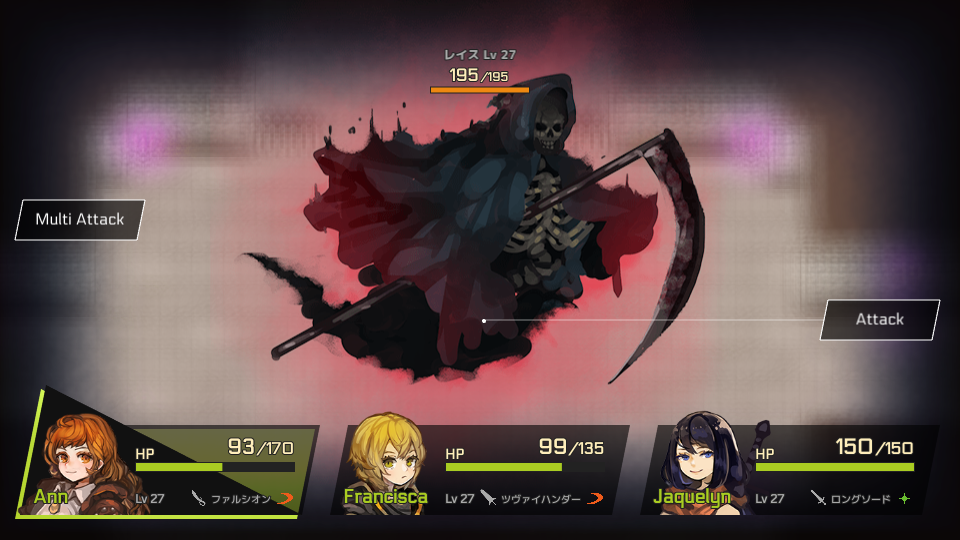 レイス Lv 27
195/195
Multi Attack
Attack
HP 93/170
Ann Lv 27 ファルシオン
HP 99/135
Francisca Lv 27 ツヴァイハンダー
HP 150/150
Jaquelyn Lv 27 ロングソード